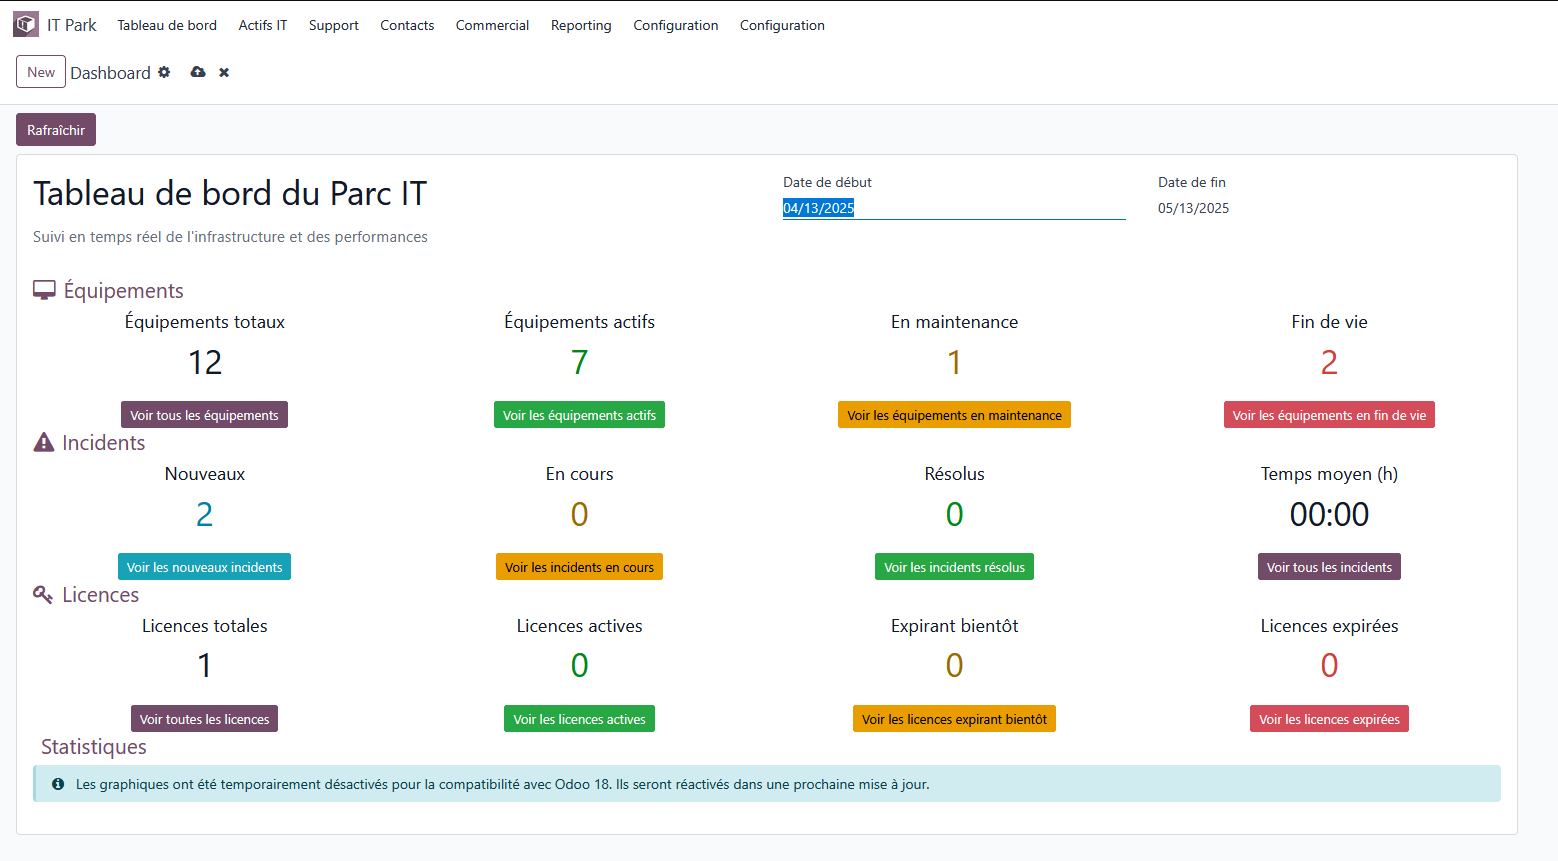 IT Park Tableau de bord Actifs IT Support Contacts Commercial Reporting Configuration Configuration
New Dashboard
Rafraîchir
Tableau de bord du Parc IT
Suivi en temps réel de l'infrastructure et des performances
Date de début Date de fin
04/13/2025 05/13/2025
Équipements
Équipements totaux Équipements actifs En maintenance Fin de vie
12 7 1 2
Voir tous les équipements Voir les équipements actifs Voir les équipements en maintenance Voir les équipements en fin de vie
Incidents
Nouveaux En cours Résolus Temps moyen (h)
2 0 0 00:00
Voir les nouveaux incidents Voir les incidents en cours Voir les incidents résolus Voir tous les incidents
Licences
Licences totales Licences actives Expirant bientôt Licences expirées
1 0 0 0
Voir toutes les licences Voir les licences actives Voir les licences expirant bientôt Voir les licences expirées
Statistiques
Les graphiques ont été temporairement désactivés pour la compatibilité avec Odoo 18. Ils seront réactivés dans une prochaine mise à jour.